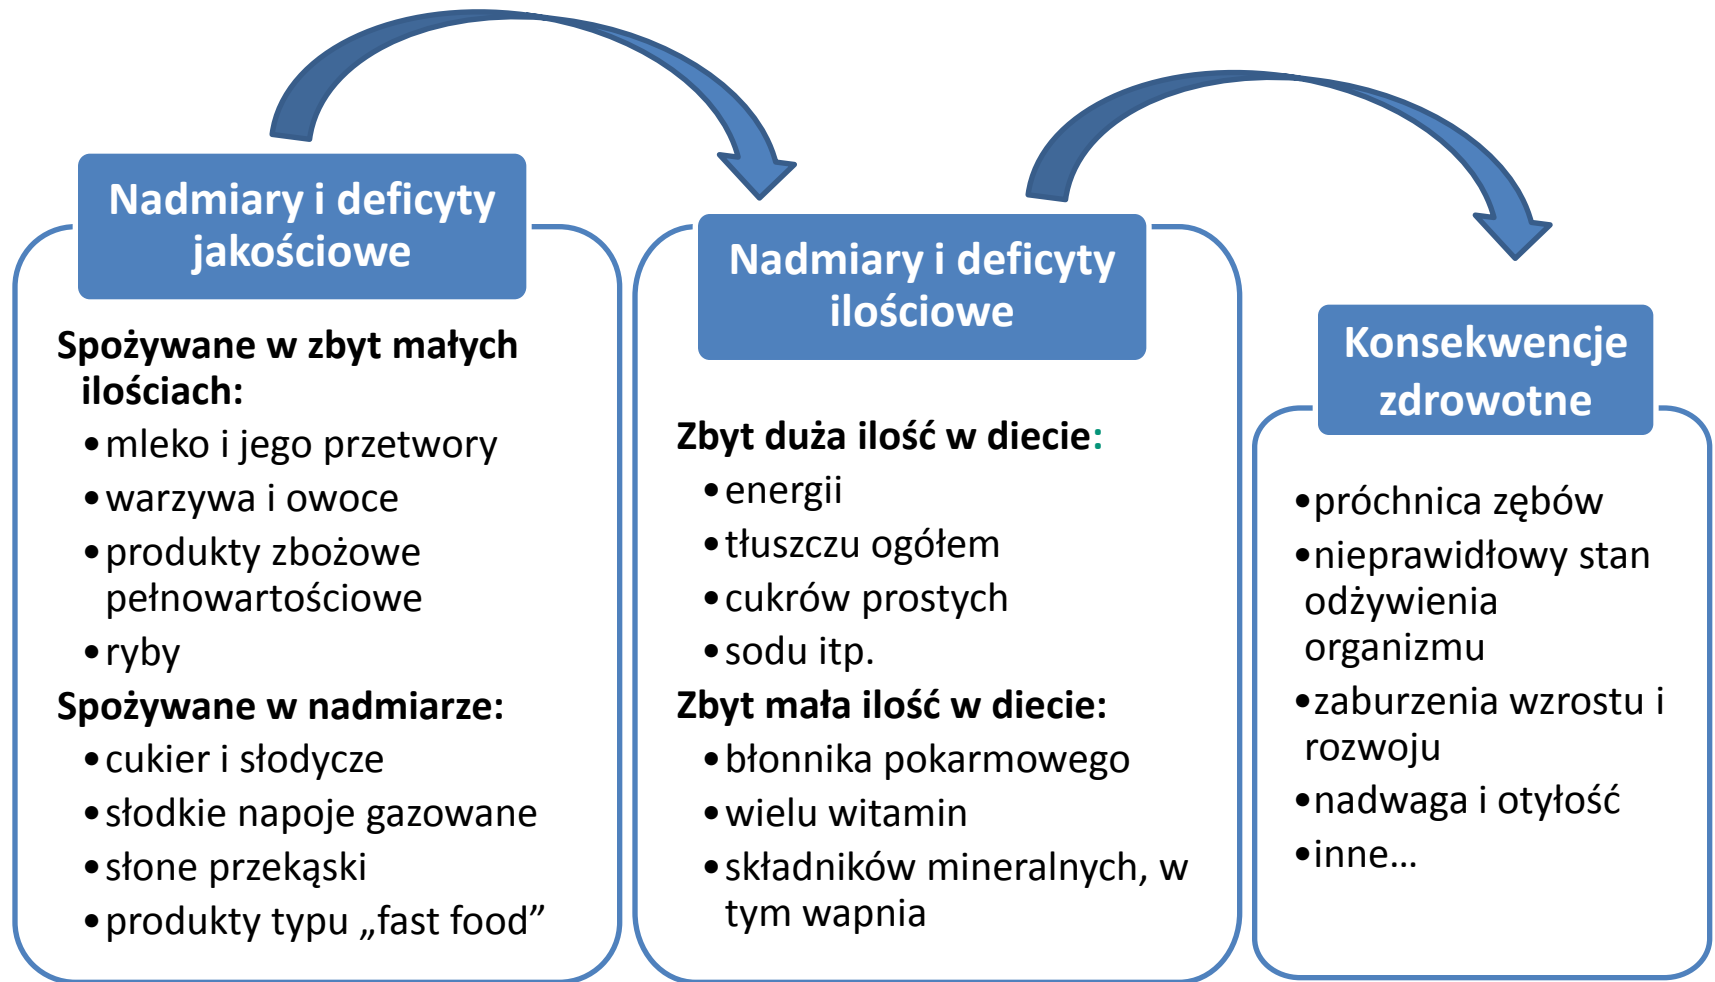 Nadmiary i deficyty
jakościowe
Spożywane w zbyt małych
ilościach:
•mleko i jego przetwory
•warzywa i owoce
•produkty zbożowe
pełnowartościowe
•ryby
Spożywane w nadmiarze:
•cukier i słodycze
•słodkie napoje gazowane
•słone przekąski
•produkty typu „fast food”
Nadmiary i deficyty
ilościowe
Zbyt duża ilość w diecie:
•energii
•tłuszczu ogółem
•cukrów prostych
•sodu itp.
Zbyt mała ilość w diecie:
•błonnika pokarmowego
•wielu witamin
•składników mineralnych, w
tym wapnia
Konsekwencje
zdrowotne
•próchnica zębów
•nieprawidłowy stan
odżywienia
organizmu
•zaburzenia wzrostu i
rozwoju
•nadwaga i otyłość
•inne…